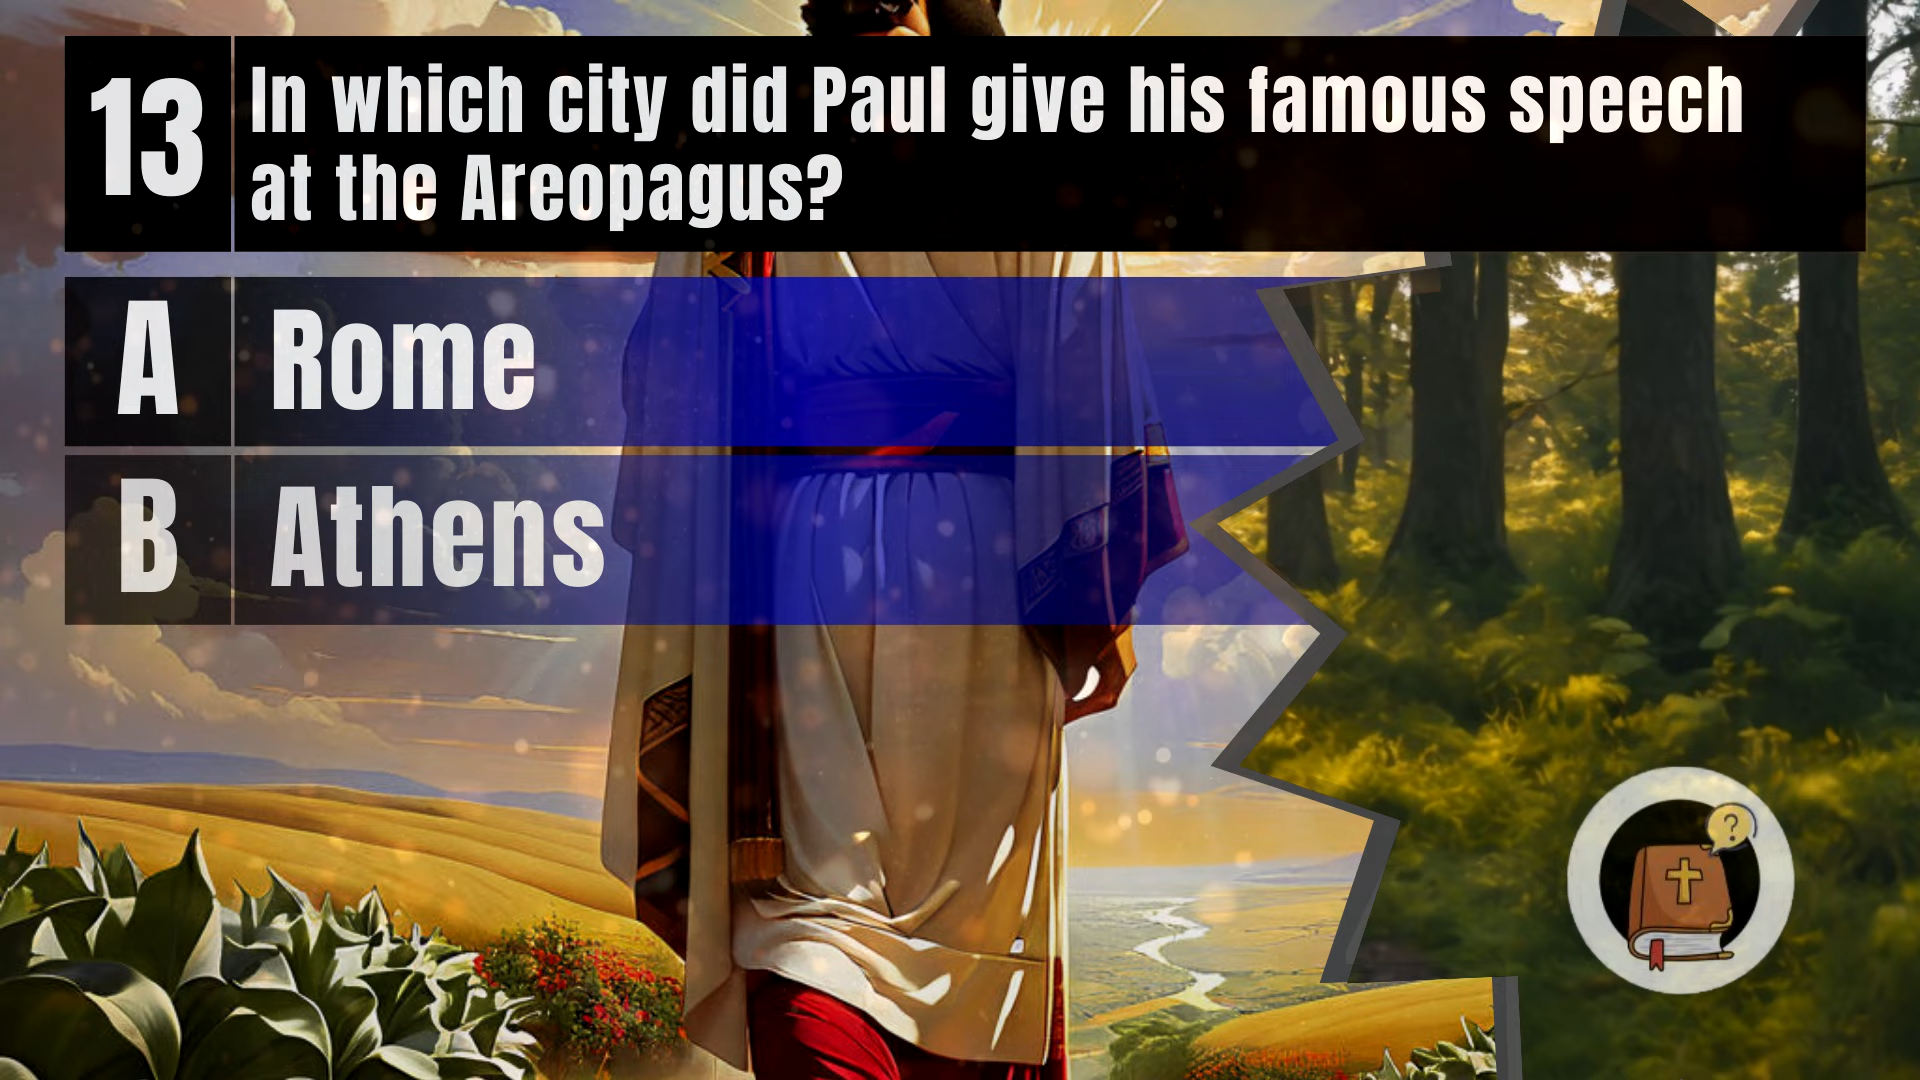 13
In which city did Paul give his famous speech
at the Areopagus?
A
Rome
B
Athens
?